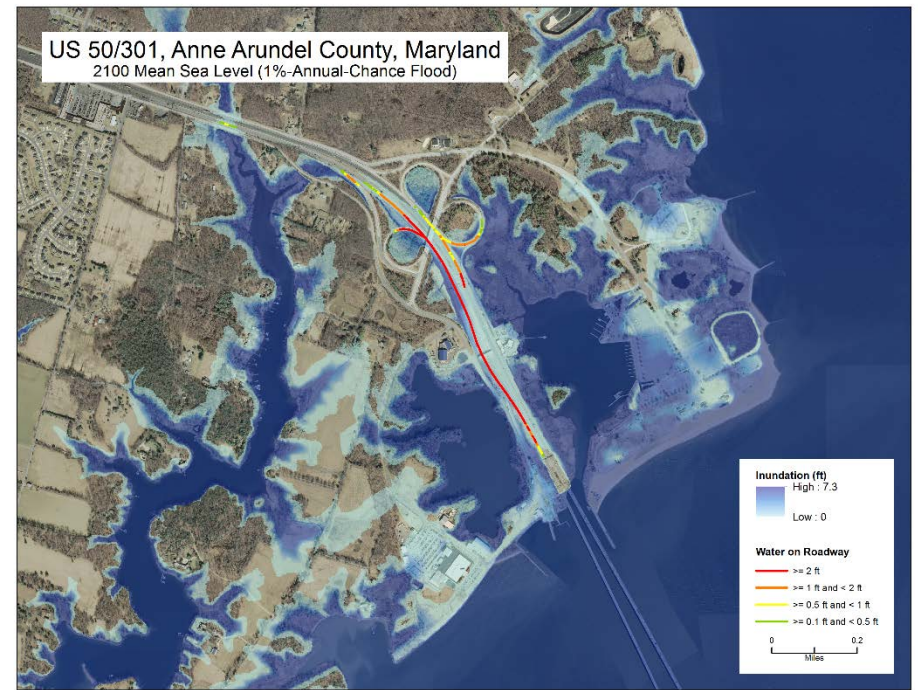 US 50/301, Anne Arundel County, Maryland
2100 Mean Sea Level (1%-Annual-Chance Flood)
Inundation (ft)
High : 7.3
Low : 0
Water on Roadway
>= 2 ft
>= 1 ft and < 2 ft
>= 0.5 ft and < 1 ft
>= 0.1 ft and < 0.5 ft
0 0.2
Miles